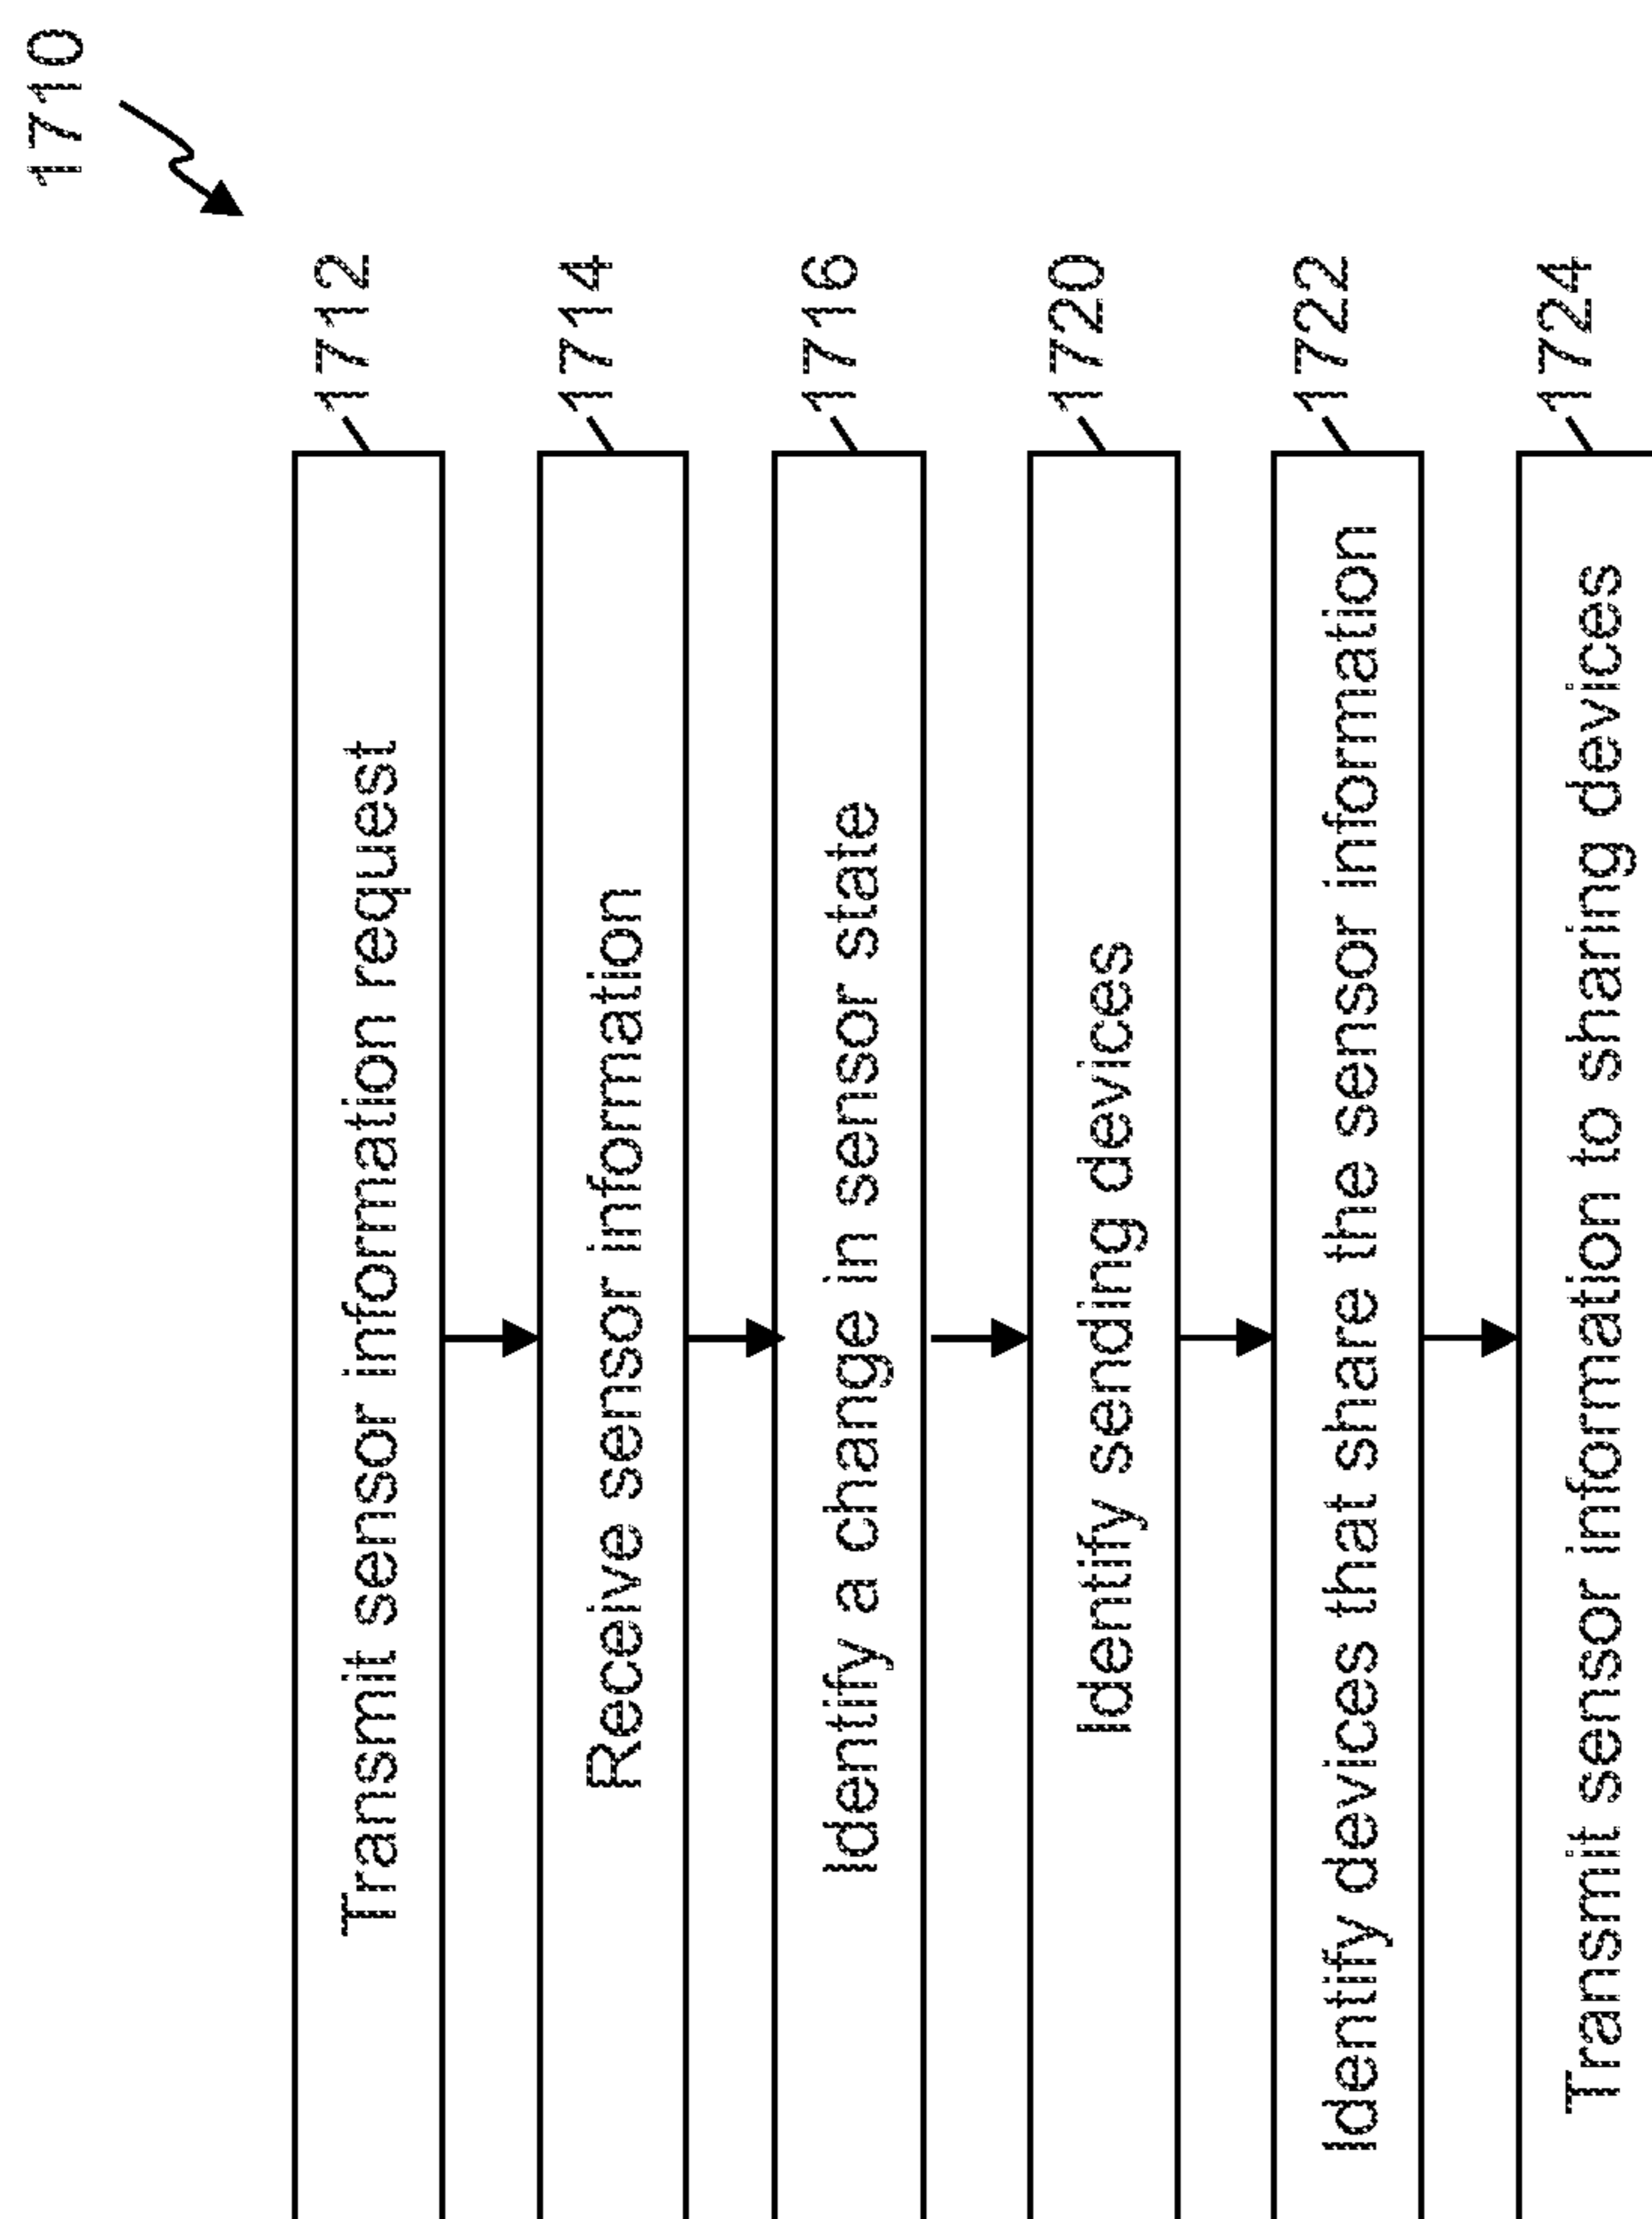 1710
Transmit sensor information request
1712
Receive sensor information
1714
Identify a change in sensor state
1716
Identify sending devices
1720
Identify devices that share the sensor information
1722
Transmit sensor information to sharing devices
1724